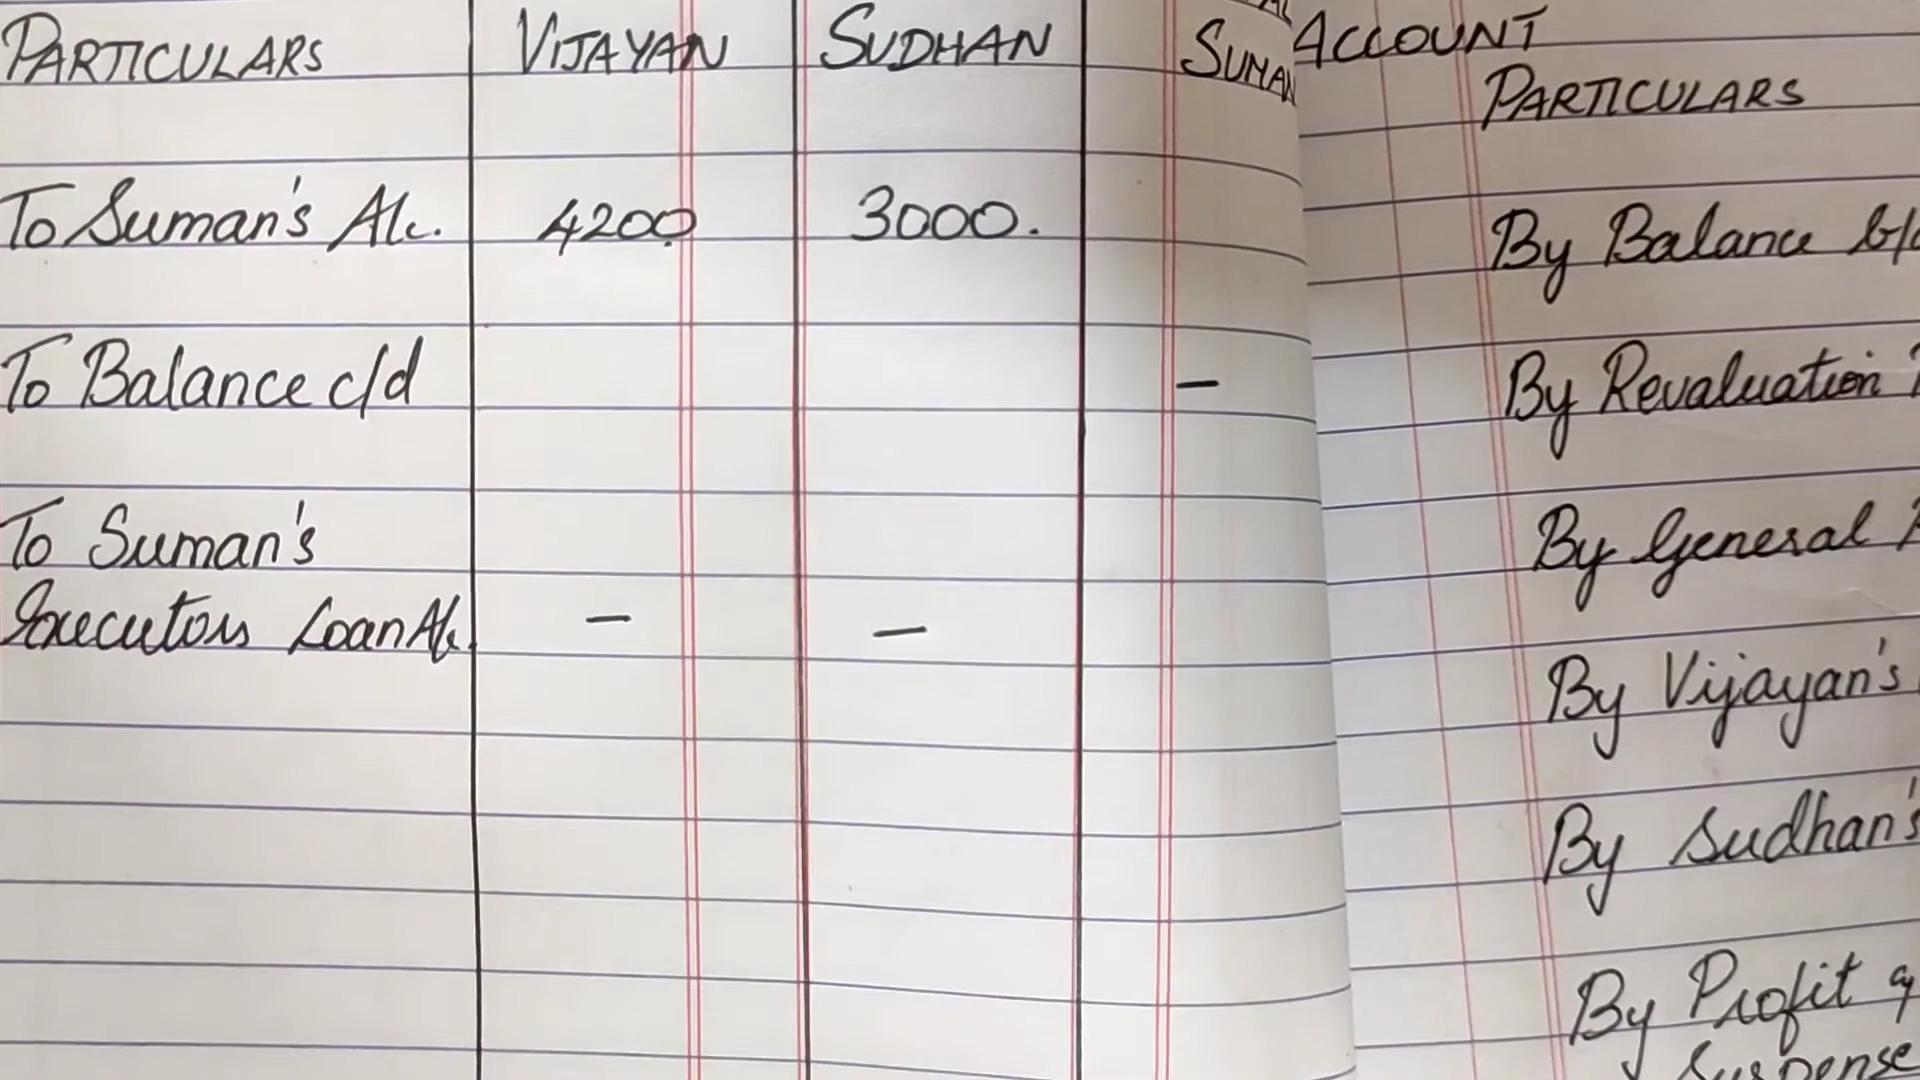 PARTICULARS VIJAYAN SUDHAN SUMAN
To Suman's A/c. 4200 3000.
To Balance c/d —
To Suman's
Executors Loan A/c. — —
ACCOUNT
PARTICULARS
By Balance b/d
By Revaluation
By General
By Vijayan's
By Sudhan's
By Profit &
Suspense